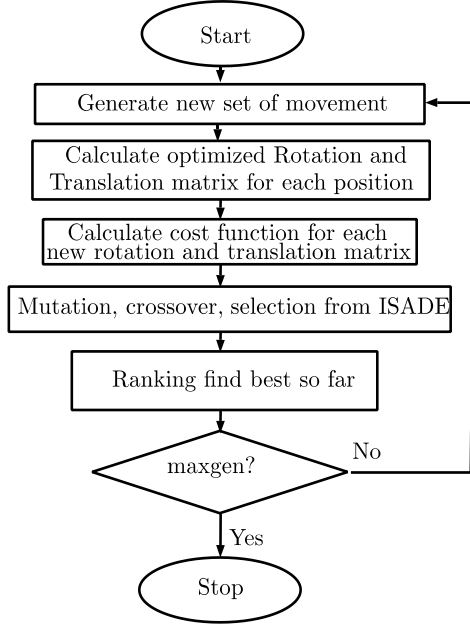 Start
Generate new set of movement
Calculate optimized Rotation and
Translation matrix for each position
Calculate cost function for each
new rotation and translation matrix
Mutation, crossover, selection from ISADE
Ranking find best so far
maxgen?
No
Yes
Stop